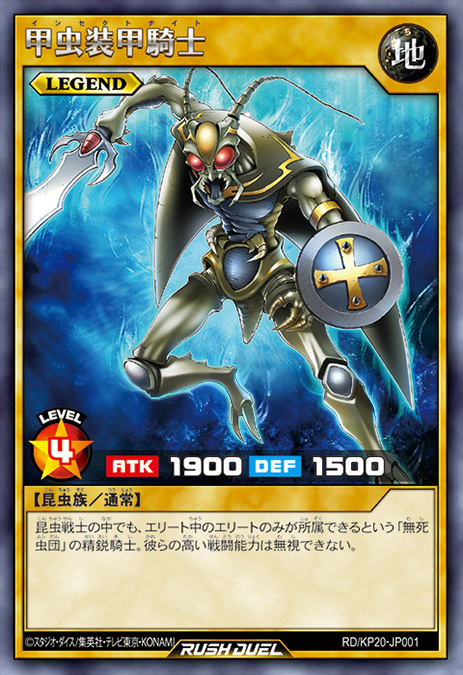 インセクトナイト
甲虫装甲騎士
地
LEGEND
LEVEL
4
ATK 1900 DEF 1500
【昆虫族／通常】
昆虫戦士の中でも、エリート中のエリートのみが所属できるという「無死
虫団」の精鋭騎士。彼らの高い戦闘能力は無視できない。
©スタジオ・ダイス/集英社・テレビ東京・KONAMI
RUSH DUEL
RD/KP20-JP001